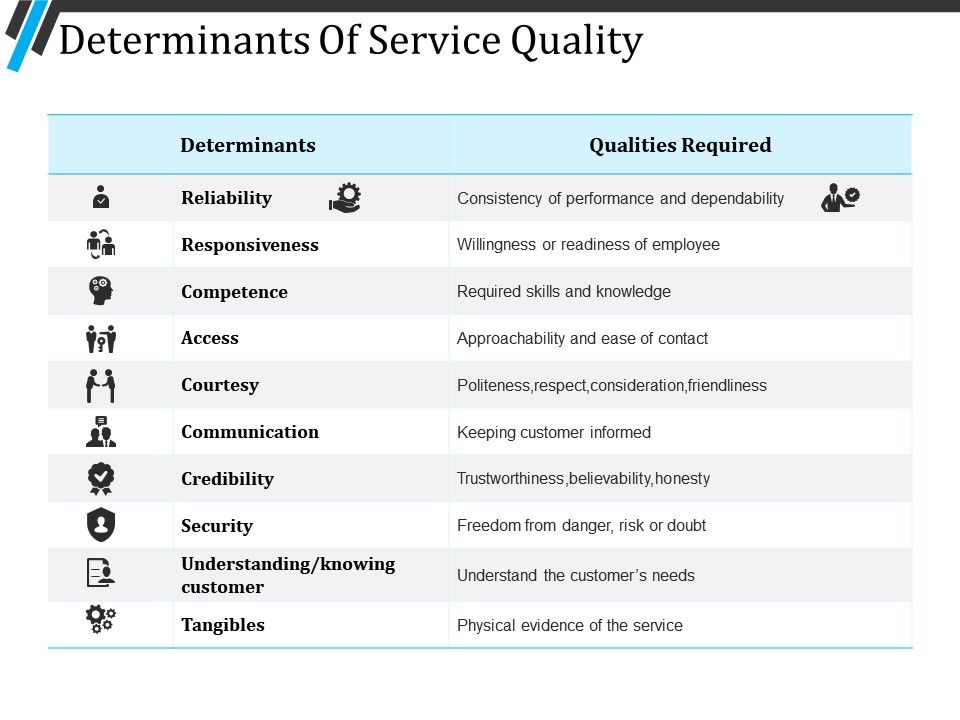 Determinants Of Service Quality
Determinants
Qualities Required
Reliability
Consistency of performance and dependability
Responsiveness
Willingness or readiness of employee
Competence
Required skills and knowledge
Access
Approachability and ease of contact
Courtesy
Politeness,respect,consideration,friendliness
Communication
Keeping customer informed
Credibility
Trustworthiness,believability,honesty
Security
Freedom from danger, risk or doubt
Understanding/knowing
customer
Understand the customer’s needs
Tangibles
Physical evidence of the service